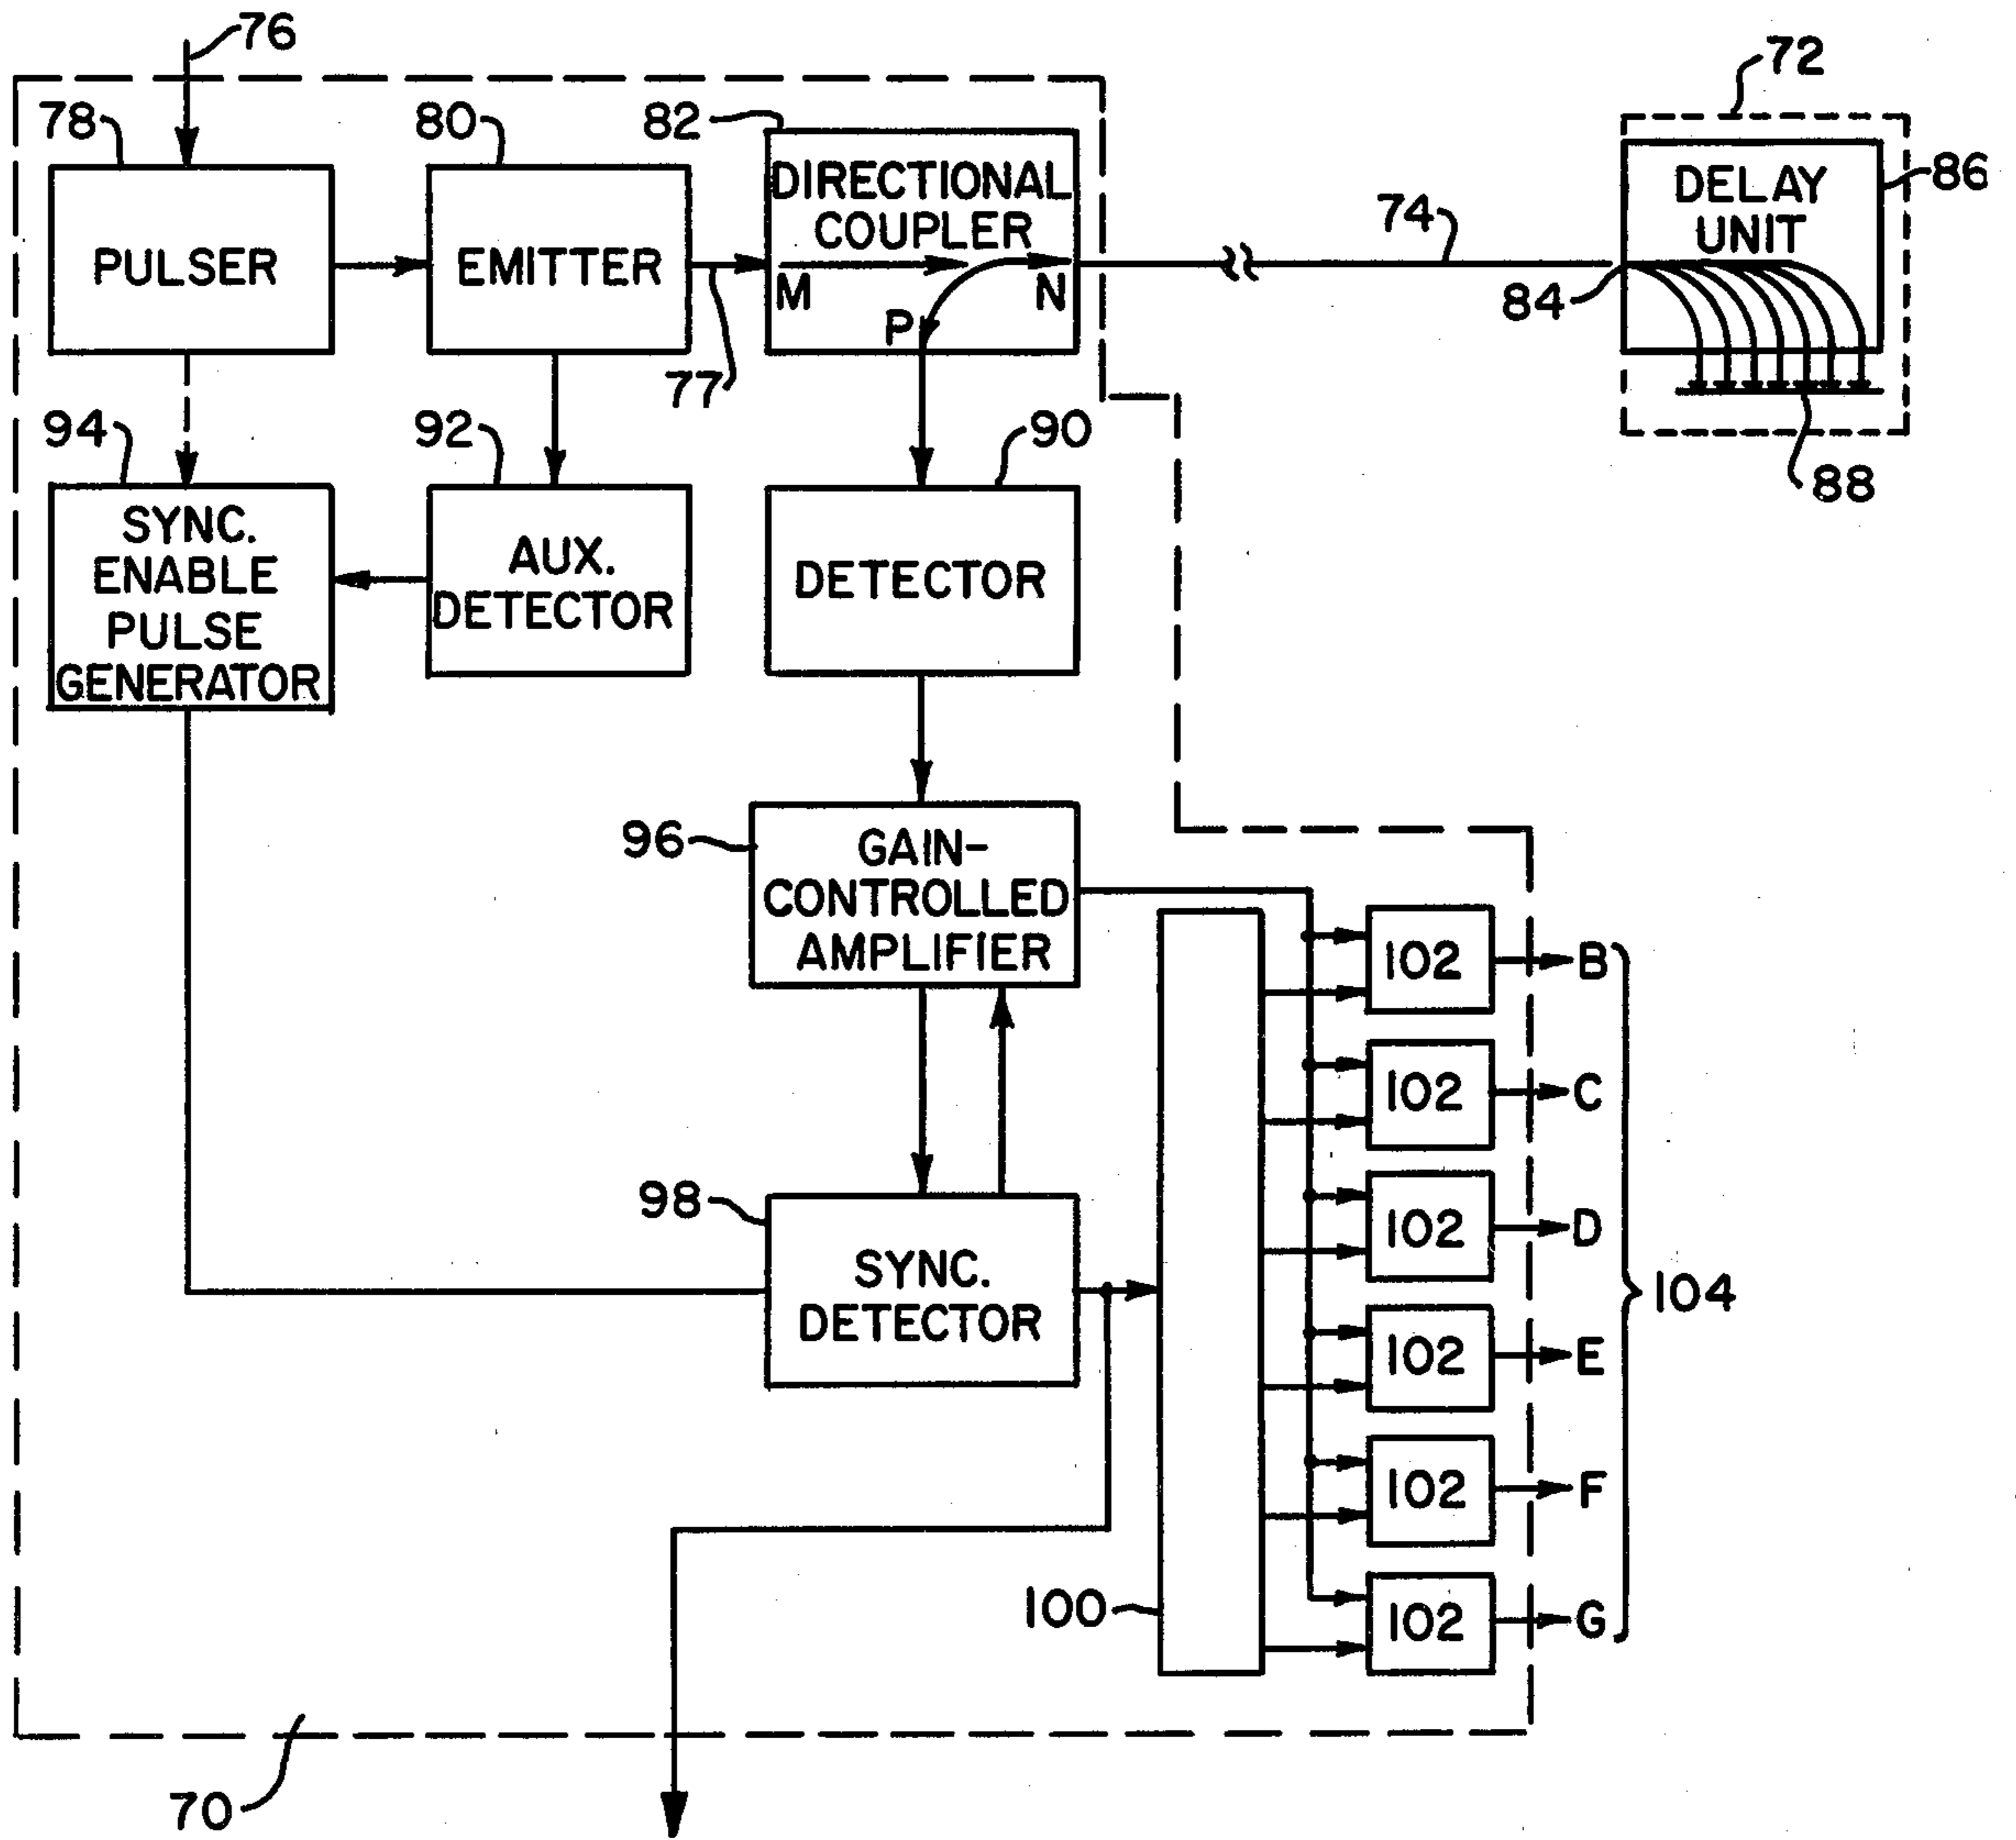 76
72
78
80
82
PULSER
EMITTER
DIRECTIONAL
COUPLER
M
N
P
77
74
DELAY
UNIT
86
84
88
94
92
90
SYNC.
ENABLE
PULSE
GENERATOR
AUX.
DETECTOR
DETECTOR
96
GAIN-
CONTROLLED
AMPLIFIER
98
SYNC.
DETECTOR
100
102
B
102
C
102
D
102
E
102
F
102
G
104
70